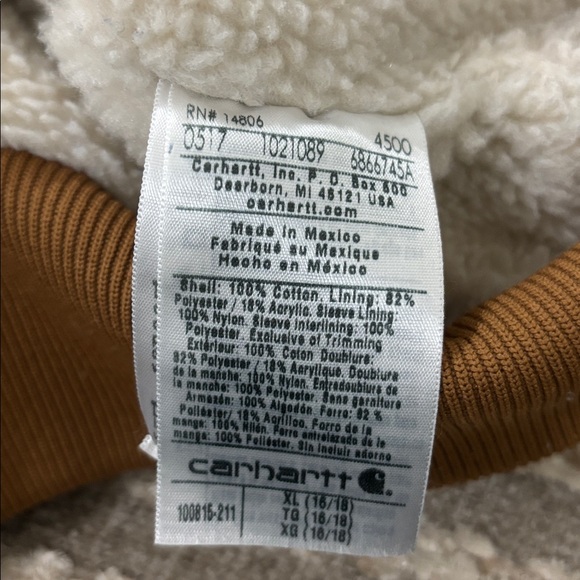 RN# 14806
0517 1021089 4500
6866745A
Carhartt, Inc. P. O. Box 600
Dearborn, MI 48121 USA
carhartt.com
Made in Mexico
Fabriqué au Mexique
Hecho en México
Shell: 100% Cotton. Lining: 82%
Polyester / 18% Acrylic. Sleeve Lining:
100% Nylon. Sleeve Interlining: 100%
Polyester. Exclusive of Trimming
Extérieur: 100% Coton Doublure:
82% Polyester / 18% Acrylique. Doublure
de la manche: 100% Nylon. Entredoublure de
la manche: 100% Polyester. Sans garniture
Armazón: 100% Algodón. Forro: 82 %
Poliéster/ 18% Acrílico. Forro de la
manga: 100% Nilón. Forro entrelazado de la
manga: 100% Poliéster. Sin incluir adorno
carhartt
100815-211
XL (16/18)
TG (16/18)
XG (16/18)